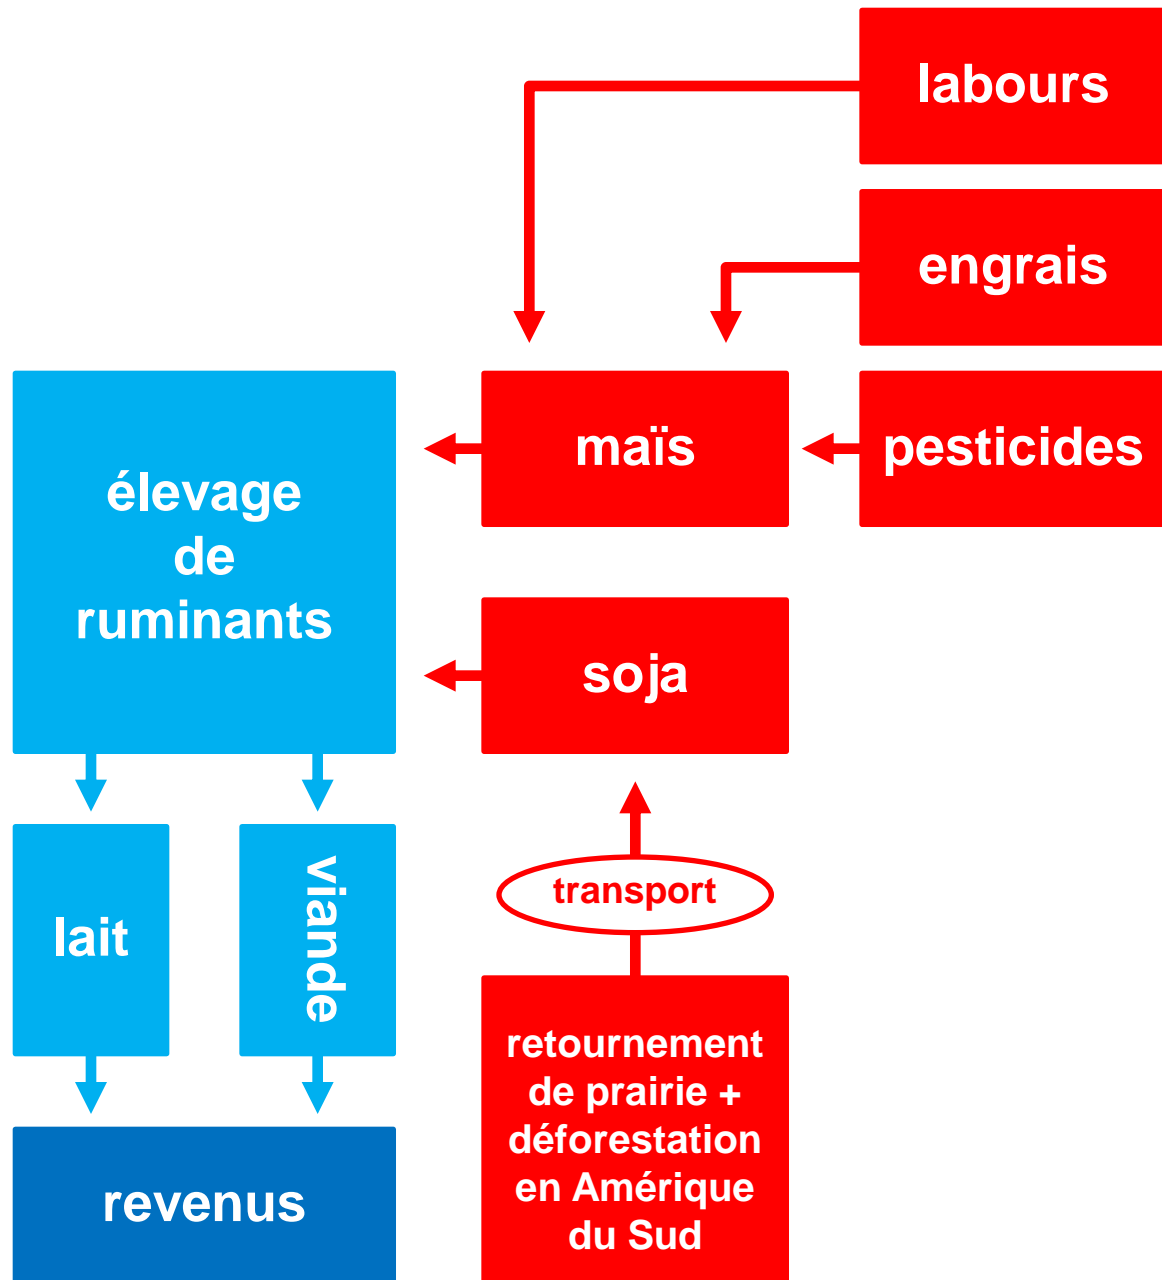 labours
engrais
maïs
pesticides
élevage
de
ruminants
soja
transport
lait
viande
retournement
de prairie +
déforestation
en Amérique
du Sud
revenus